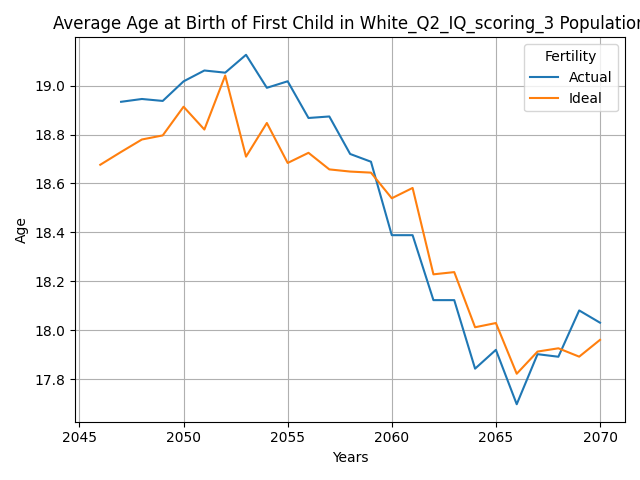 Average Age at Birth of First Child in White_Q2_IQ_scoring_3 Population
Fertility
Actual
Ideal
19.0
18.8
18.6
18.4
18.2
18.0
17.8
Age
2045
2050
2055
2060
2065
2070
Years